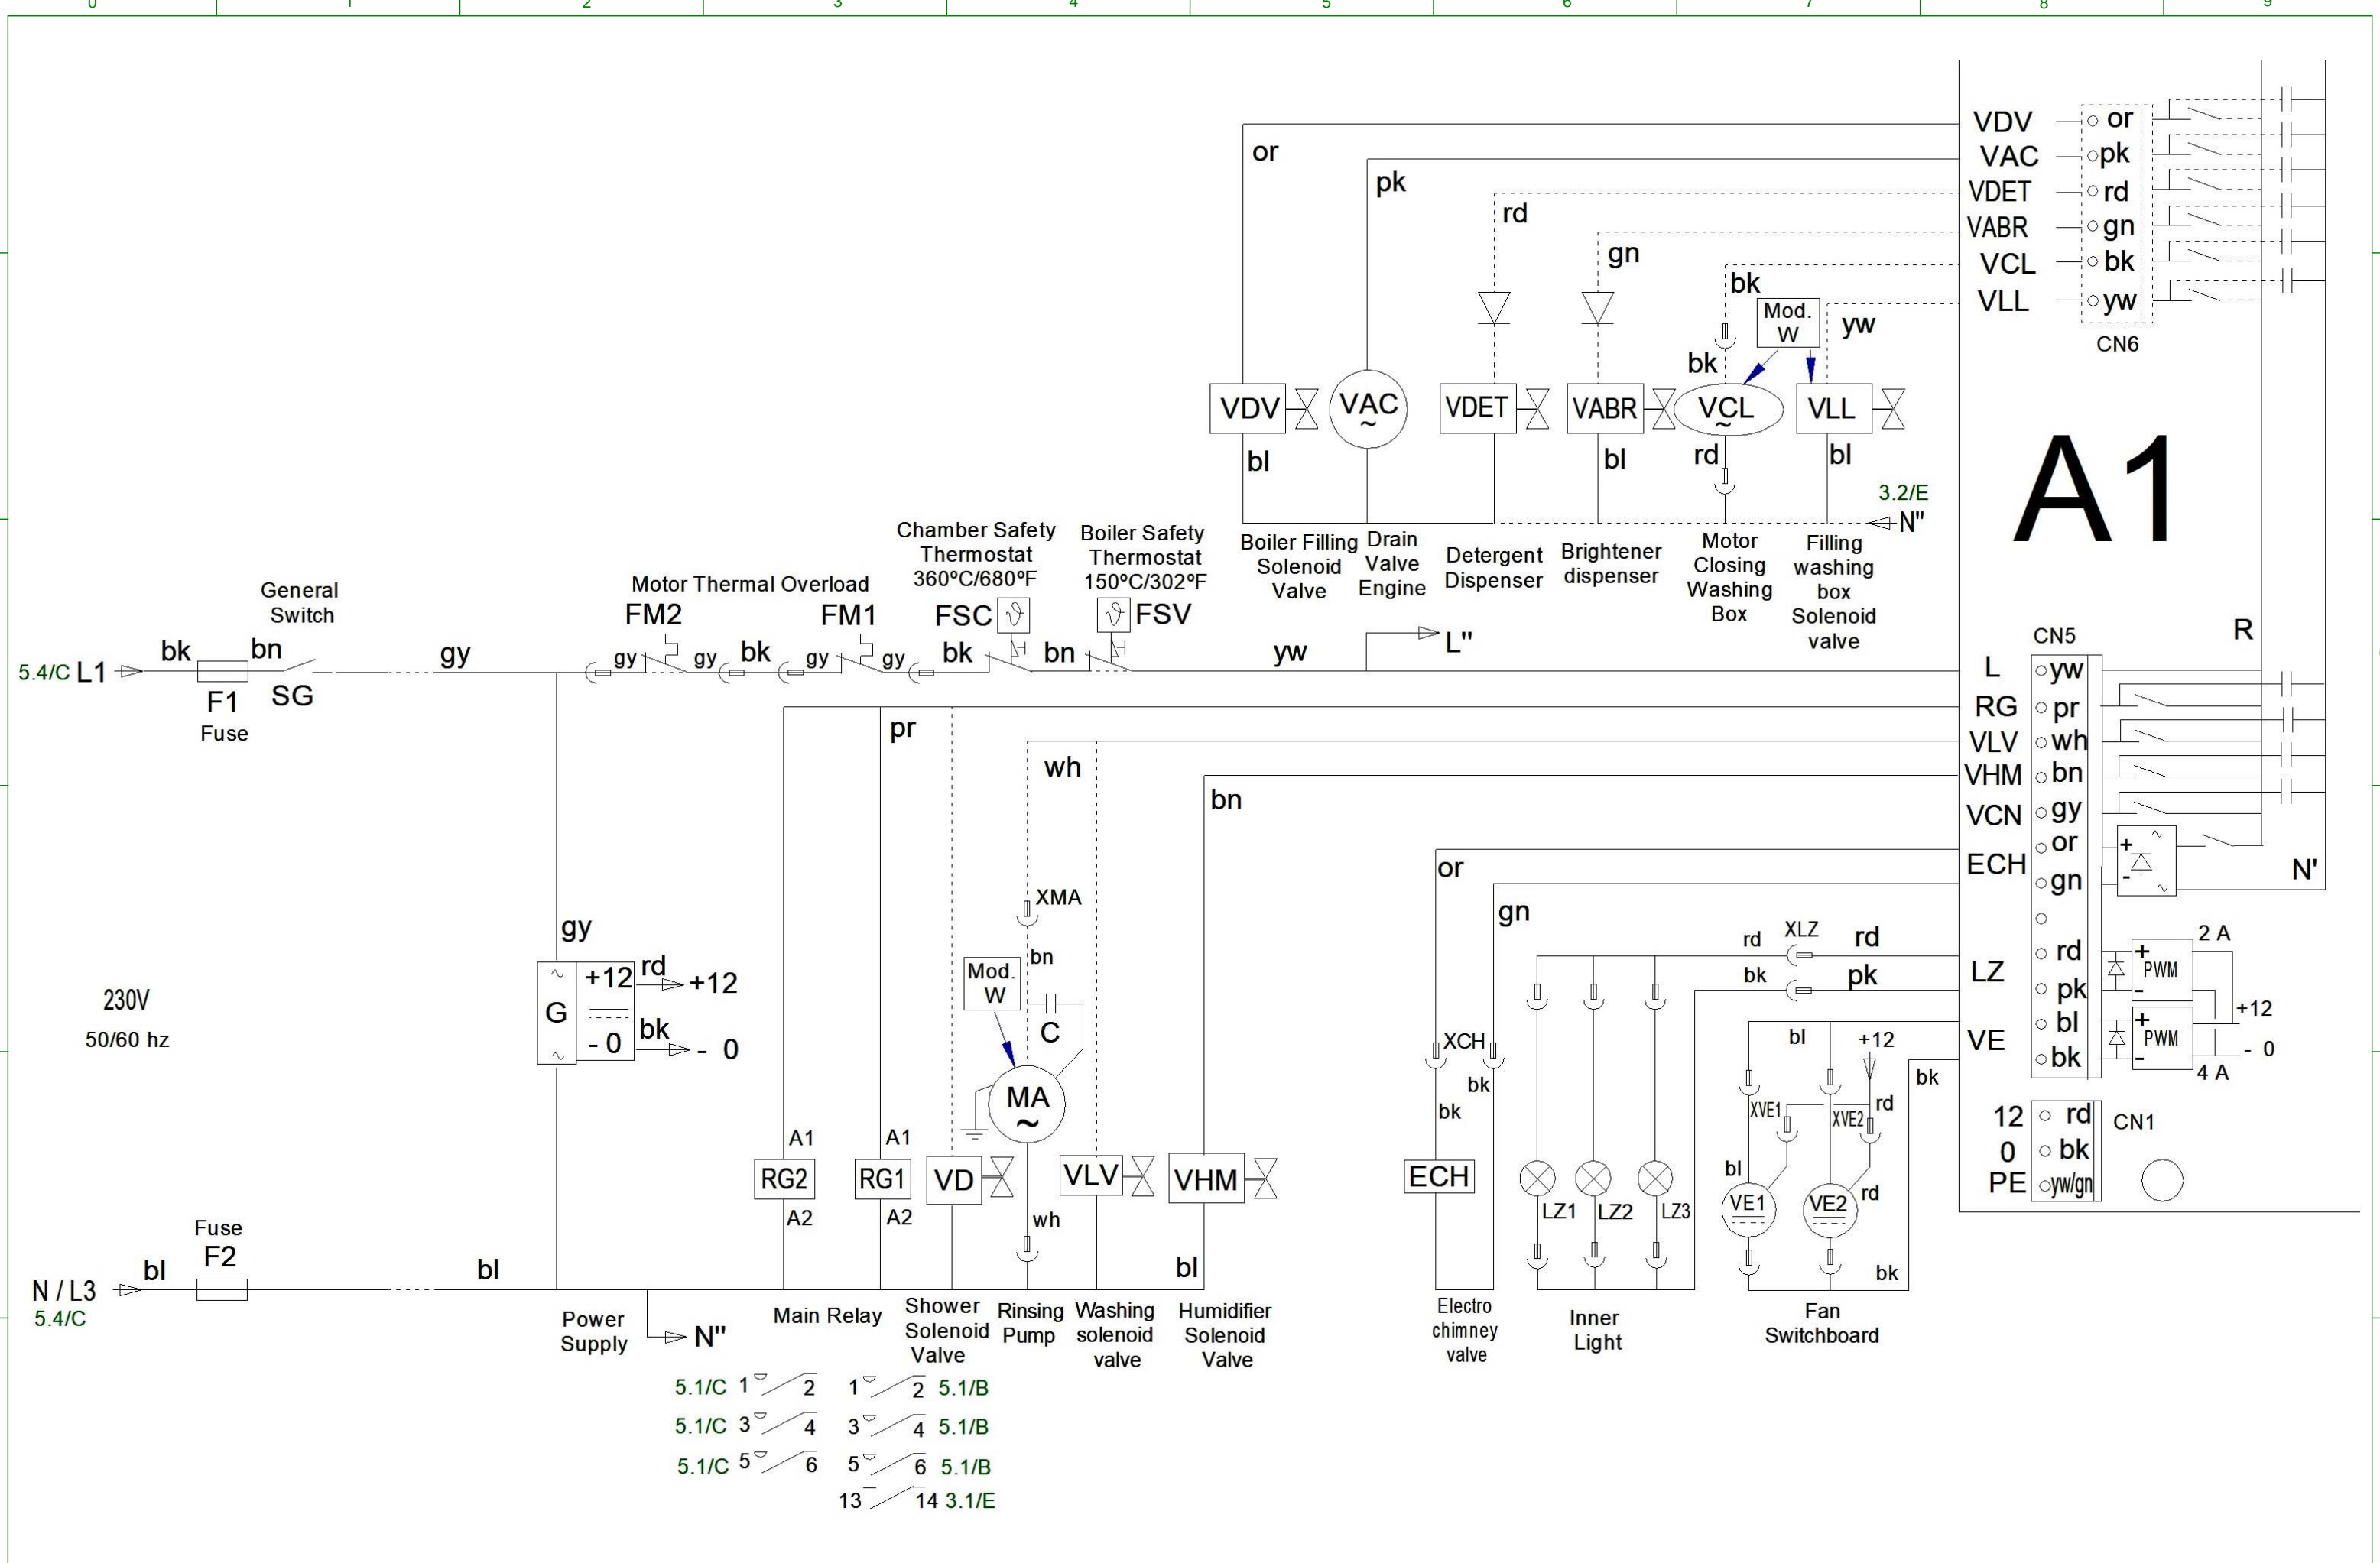 0 1 2 3 4 5 6 7 8 9
VDV or
VAC pk
VDET rd
VABR gn
VCL bk
VLL yw
CN6
or
pk
rd
gn
bk
Mod.
W
yw
bk
VDV
VAC
~
VDET
VABR
VCL
~
VLL
bl
bl
rd
bl
3.2/E
N"
A1
Boiler Filling
Solenoid
Valve
Drain
Valve
Engine
Detergent
Dispenser
Brightener
dispenser
Motor
Closing
Washing
Box
Filling
washing
box
Solenoid
valve
Chamber Safety
Thermostat
360ºC/680ºF
Boiler Safety
Thermostat
150ºC/302ºF
General
Switch
Motor Thermal Overload
FM2
FM1
FSC
FSV
5.4/C L1
bk
bn
gy
gy
gy
bk
gy
gy
bk
bn
yw
L"
F1
Fuse
SG
CN5
R
L yw
RG pr
VLV wh
VHM bn
VCN gy
or
ECH
gn
+
-
N'
pr
wh
bn
or
gn
XMA
bn
Mod.
W
C
MA
~
wh
gy
G
+12
- 0
rd
+12
bk
- 0
230V
50/60 hz
rd XLZ rd
bk pk
LZ
rd
pk
VE
bl
bk
2 A
+
PWM
-
+
PWM
-
4 A
+12
- 0
XCH
bk
bk
bl
+12
bk
XVE1
XVE2
rd
bl
rd
VE1
VE2
bk
CN1
12 rd
0 bk
PE yw/gn
A1
A1
RG2
RG1
VD
VLV
VHM
A2
A2
ECH
LZ1
LZ2
LZ3
Fuse
F2
N / L3
5.4/C
bl
bl
bl
Power
Supply
N"
Main Relay
Shower
Solenoid
Valve
Rinsing
Pump
Washing
solenoid
valve
Humidifier
Solenoid
Valve
Electro
chimney
valve
Inner
Light
Fan
Switchboard
5.1/C 1 2 1 2 5.1/B
5.1/C 3 4 3 4 5.1/B
5.1/C 5 6 5 6 5.1/B
13 14 3.1/E